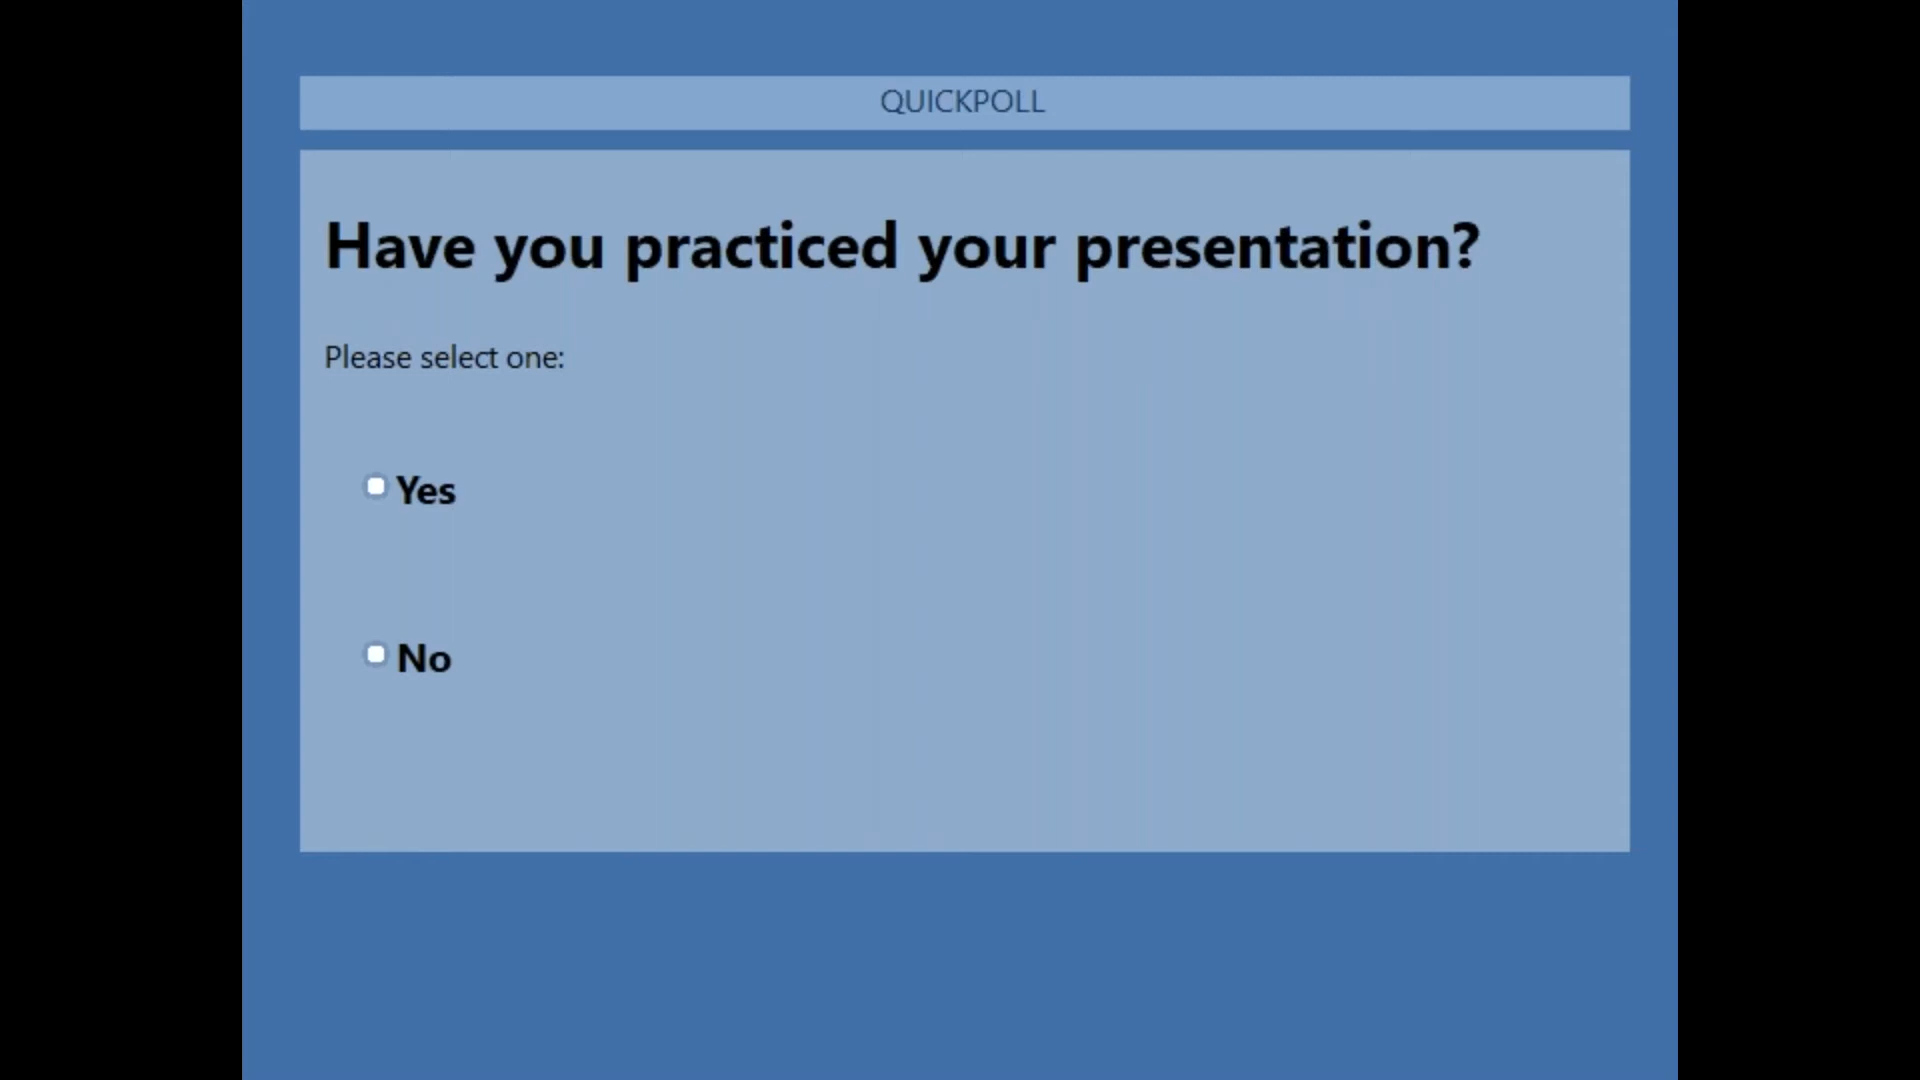 QUICKPOLL
Have you practiced your presentation?
Please select one:
Yes
No